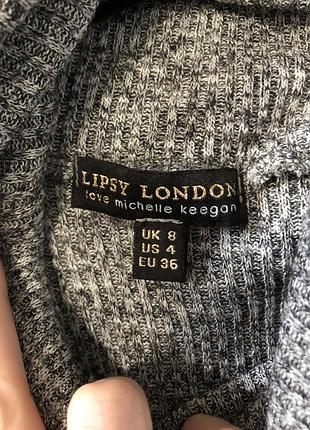 LIPSY LONDON
love michelle keegan
UK 8
US 4
EU 36